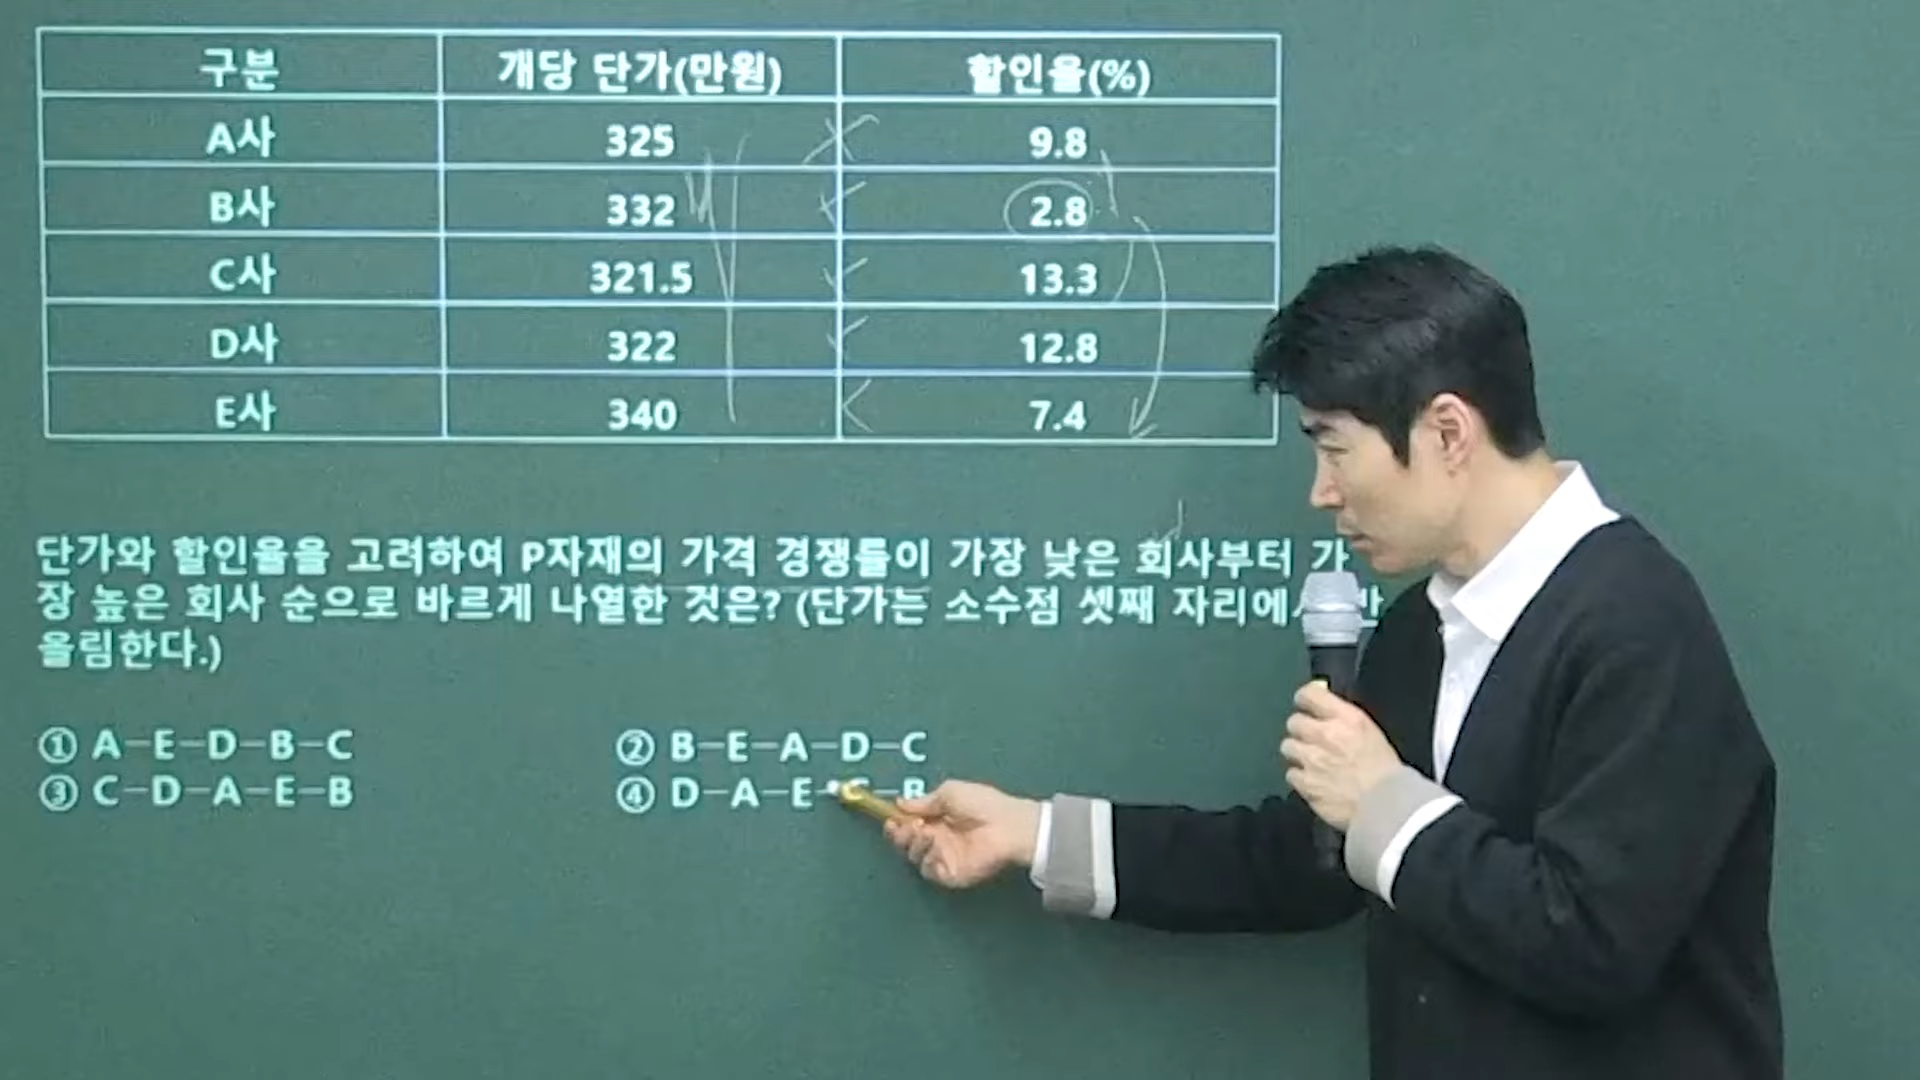 구분 개당 단가(만원) 할인율(%)
A사 325 9.8
B사 332 2.8
C사 321.5 13.3
D사 322 12.8
E사 340 7.4
단가와 할인율을 고려하여 P자재의 가격 경쟁률이 가장 낮은 회사부터 가
장 높은 회사 순으로 바르게 나열한 것은? (단가는 소수점 셋째 자리에서 반
올림한다.)
① A-E-D-B-C ② B-E-A-D-C
③ C-D-A-E-B ④ D-A-E-C-B